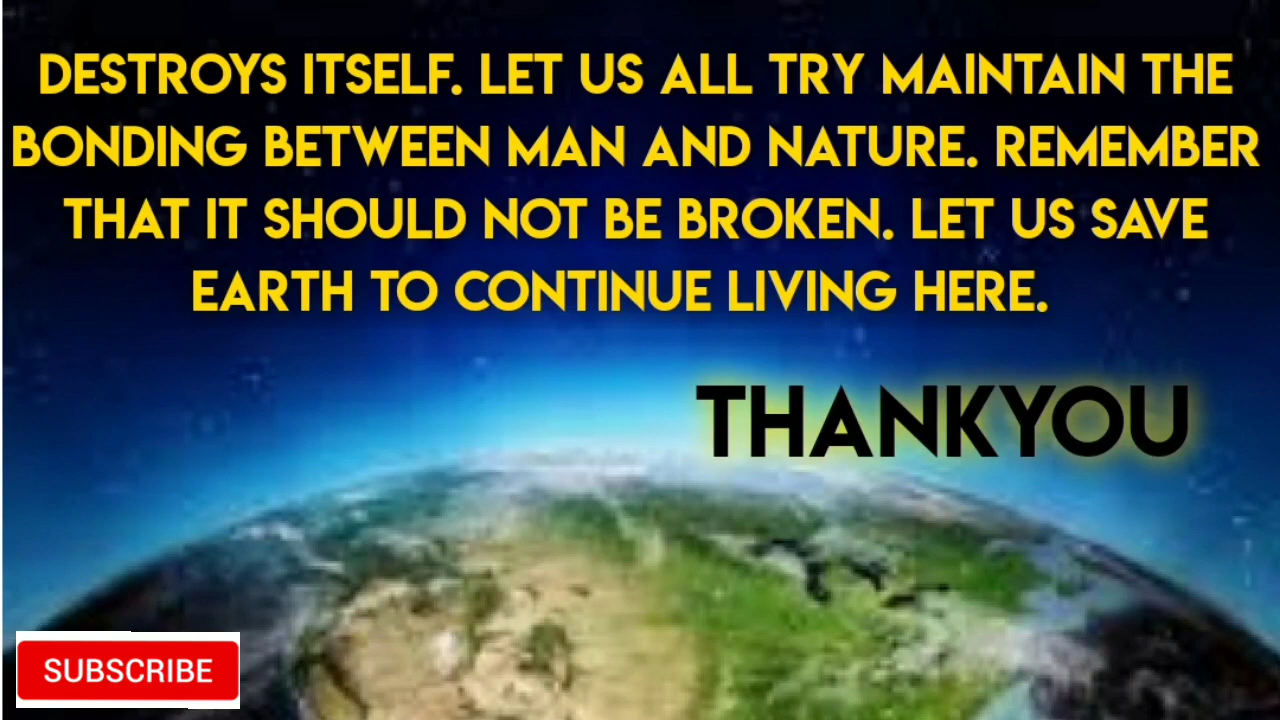 DESTROYS ITSELF. LET US ALL TRY MAINTAIN THE
BONDING BETWEEN MAN AND NATURE. REMEMBER
THAT IT SHOULD NOT BE BROKEN. LET US SAVE
EARTH TO CONTINUE LIVING HERE.
THANKYOU
SUBSCRIBE